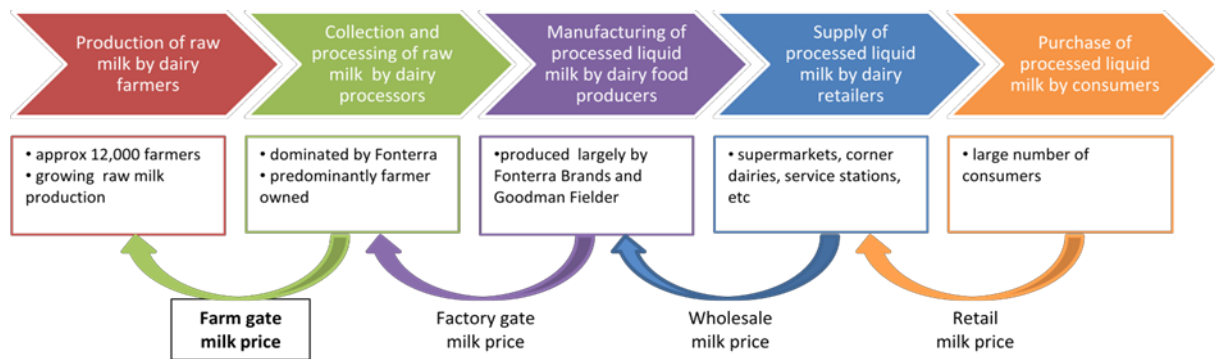 Production of raw
milk by dairy
farmers
Collection and
processing of raw
milk by dairy
processors
Manufacturing of
processed liquid
milk by dairy food
producers
Supply of
processed liquid
milk by dairy
retailers
Purchase of
processed liquid
milk by consumers
• approx 12,000 farmers
• growing raw milk
production
• dominated by Fonterra
• predominantly farmer
owned
• produced largely by
Fonterra Brands and
Goodman Fielder
• supermarkets, corner
dairies, service stations,
etc
• large number of
consumers
Farm gate
milk price
Factory gate
milk price
Wholesale
milk price
Retail
milk price